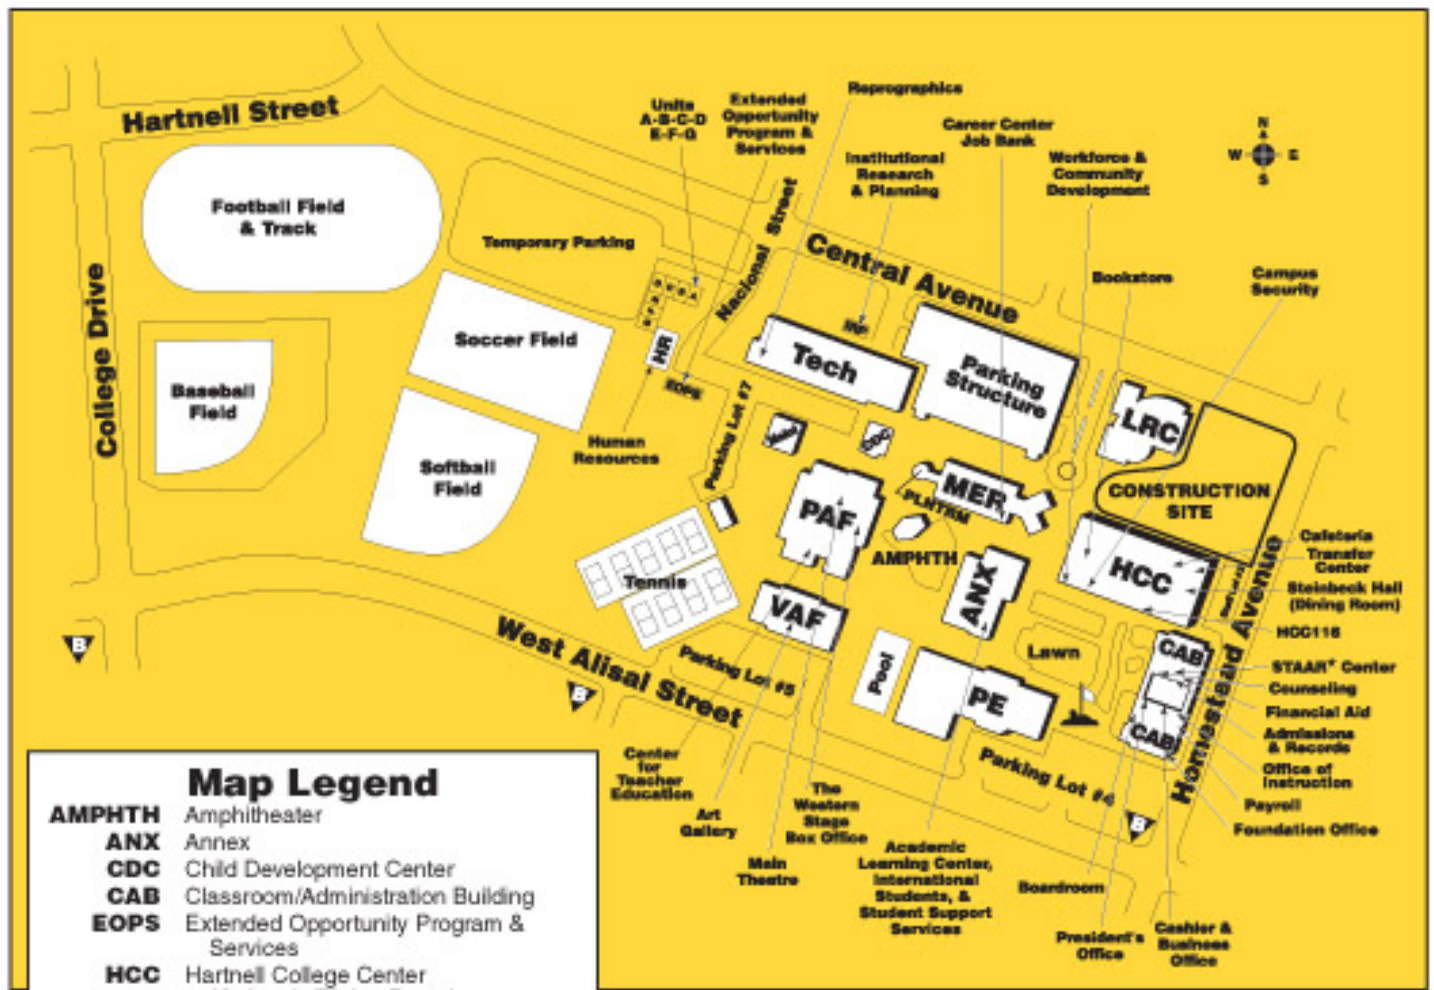 Hartnell Street
Units
A-B-C-D
E-F-G
Extended
Opportunity
Program &
Services
Reprographics
Career Center
Job Bank
Institutional
Research
& Planning
Workforce &
Community
Development
N
W E
S
Football Field
& Track
Temporary Parking
Nacional Street
Central Avenue
Bookstore
Campus
Security
College Drive
Soccer Field
HR
EOPS
Tech
Parking
Structure
LRC
Baseball
Field
Human
Resources
Parking Lot #7
CDC
Softball
Field
PAF
MER
PLNTRM
AMPHTH
CONSTRUCTION
SITE
Tennis
VAF
ANX
HCC
Cafeteria
Transfer
Center
Steinbeck Hall
(Dining Room)
HCC116
Homestead Avenue
B
West Alisal Street
B
Parking Lot #5
Pool
PE
Lawn
CAB
CAB
STAAR* Center
Counseling
Financial Aid
Admissions
& Records
Office of
Instruction
Payroll
Foundation Office
Parking Lot #4
B
Center
for
Teacher
Education
Art
Gallery
Main
Theatre
The
Western
Stage
Box Office
Academic
Learning Center,
International
Students, &
Student Support
Services
Boardroom
President's
Office
Cashier &
Business
Office
Map Legend
AMPHTH Amphitheater
ANX Annex
CDC Child Development Center
CAB Classroom/Administration Building
EOPS Extended Opportunity Program &
Services
HCC Hartnell College Center